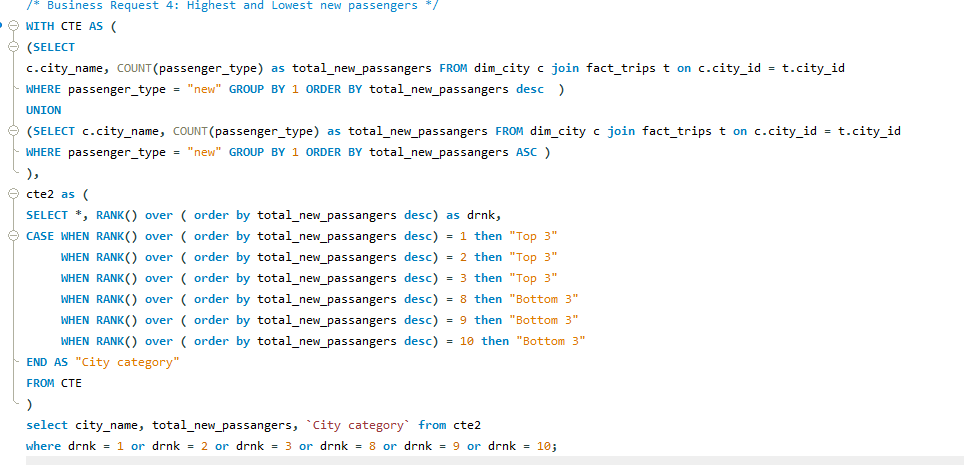 /* Business Request 4: Highest and Lowest new passengers */
WITH CTE AS (
(SELECT
c.city_name, COUNT(passenger_type) as total_new_passangers FROM dim_city c join fact_trips t on c.city_id = t.city_id
WHERE passenger_type = "new" GROUP BY 1 ORDER BY total_new_passangers desc  )
UNION
(SELECT c.city_name, COUNT(passenger_type) as total_new_passangers FROM dim_city c join fact_trips t on c.city_id = t.city_id
WHERE passenger_type = "new" GROUP BY 1 ORDER BY total_new_passangers ASC )
),
cte2 as (
SELECT *, RANK() over ( order by total_new_passangers desc) as drnk,
CASE WHEN RANK() over ( order by total_new_passangers desc) = 1 then "Top 3"
WHEN RANK() over ( order by total_new_passangers desc) = 2 then "Top 3"
WHEN RANK() over ( order by total_new_passangers desc) = 3 then "Top 3"
WHEN RANK() over ( order by total_new_passangers desc) = 8 then "Bottom 3"
WHEN RANK() over ( order by total_new_passangers desc) = 9 then "Bottom 3"
WHEN RANK() over ( order by total_new_passangers desc) = 10 then "Bottom 3"
END AS "City category"
FROM CTE
)
select city_name, total_new_passangers, `City category` from cte2
where drnk = 1 or drnk = 2 or drnk = 3 or drnk = 8 or drnk = 9 or drnk = 10;